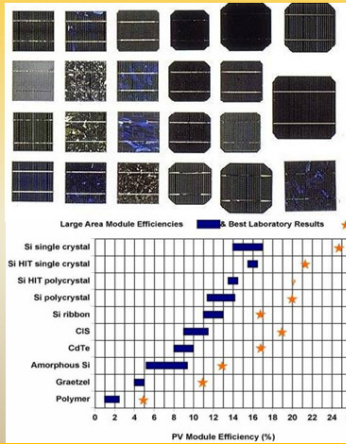 Large Area Module Efficiencies & Best Laboratory Results
Si single crystal
Si HIT single crystal
Si HIT polycrystal
Si polycrystal
Si ribbon
CIS
CdTe
Amorphous Si
Graetzel
Polymer
0 2 4 6 8 10 12 14 16 18 20 22 24
PV Module Efficiency (%)